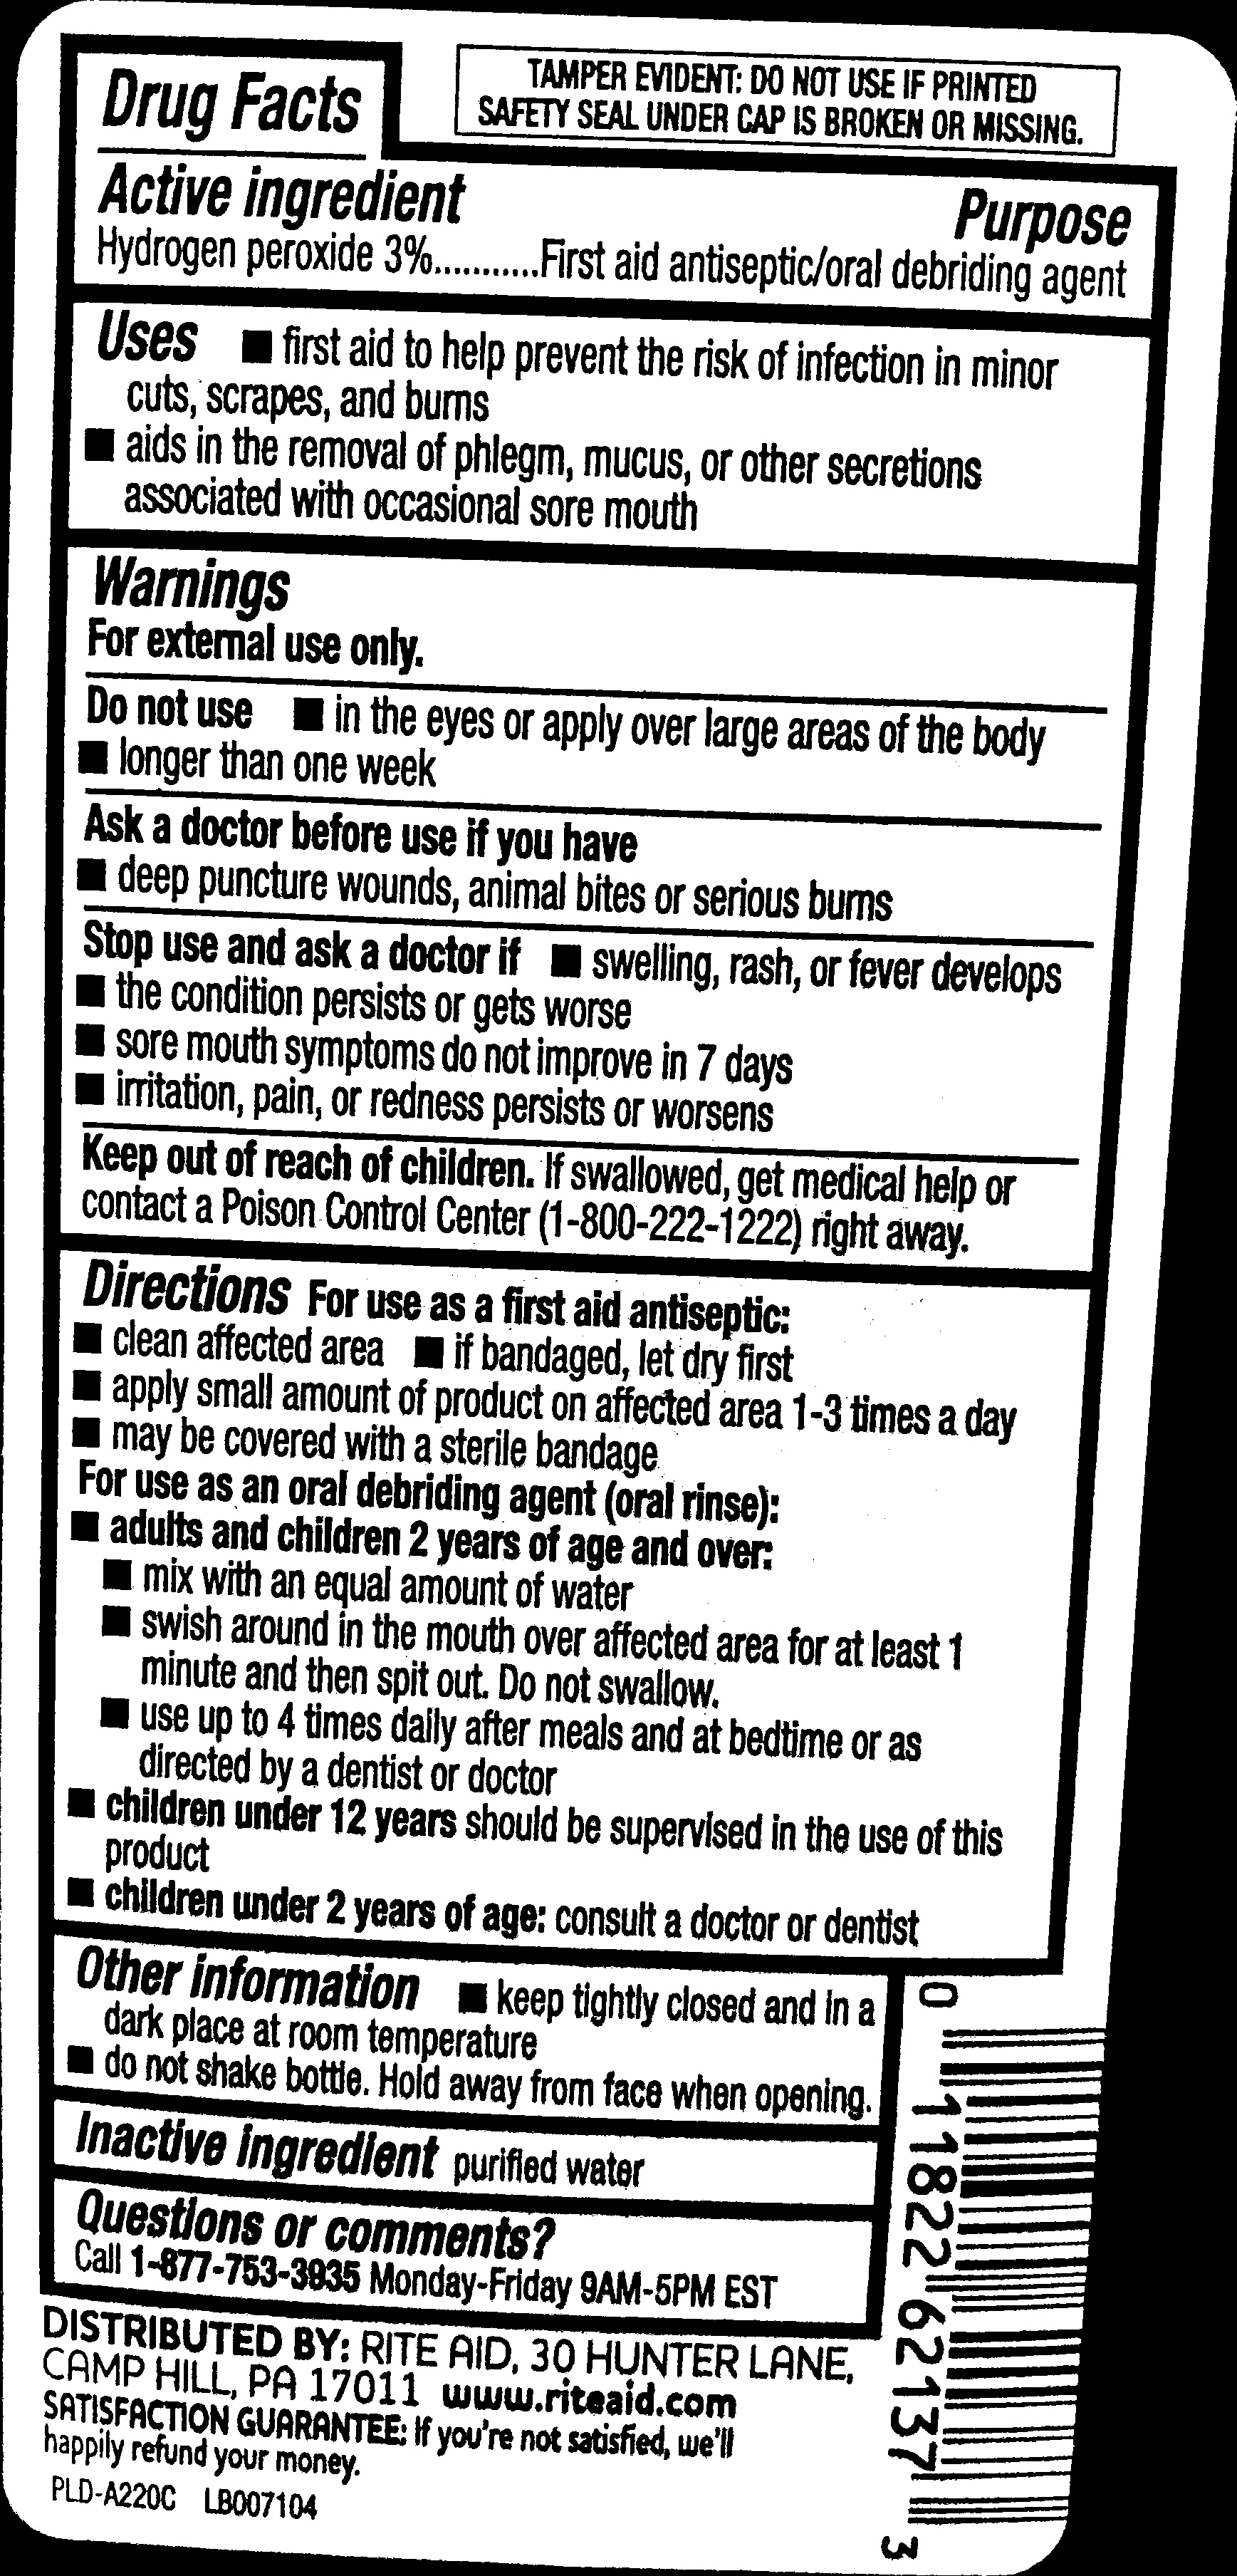 Drug Facts
TAMPER EVIDENT: DO NOT USE IF PRINTED
SAFETY SEAL UNDER CAP IS BROKEN OR MISSING.
Active ingredient Purpose
Hydrogen peroxide 3%...........First aid antiseptic/oral debriding agent
Uses ■ first aid to help prevent the risk of infection in minor
cuts, scrapes, and burns
■ aids in the removal of phlegm, mucus, or other secretions
associated with occasional sore mouth
Warnings
For external use only.
Do not use ■ in the eyes or apply over large areas of the body
■ longer than one week
Ask a doctor before use if you have
■ deep puncture wounds, animal bites or serious burns
Stop use and ask a doctor if ■ swelling, rash, or fever develops
■ the condition persists or gets worse
■ sore mouth symptoms do not improve in 7 days
■ irritation, pain, or redness persists or worsens
Keep out of reach of children. If swallowed, get medical help or
contact a Poison Control Center (1-800-222-1222) right away.
Directions For use as a first aid antiseptic:
■ clean affected area ■ if bandaged, let dry first
■ apply small amount of product on affected area 1-3 times a day
■ may be covered with a sterile bandage
For use as an oral debriding agent (oral rinse):
■ adults and children 2 years of age and over:
■ mix with an equal amount of water
■ swish around in the mouth over affected area for at least 1
minute and then spit out. Do not swallow.
■ use up to 4 times daily after meals and at bedtime or as
directed by a dentist or doctor
■ children under 12 years should be supervised in the use of this
product
■ children under 2 years of age: consult a doctor or dentist
Other information ■ keep tightly closed and in a
dark place at room temperature
■ do not shake bottle. Hold away from face when opening.
Inactive ingredient purified water
Questions or comments?
Call 1-877-753-3935 Monday-Friday 9AM-5PM EST
DISTRIBUTED BY: RITE AID, 30 HUNTER LANE,
CAMP HILL, PA 17011 www.riteaid.com
SATISFACTION GUARANTEE: If you're not satisfied, we'll
happily refund your money.
PLD-A220C LB007104
0 11822 62137 3